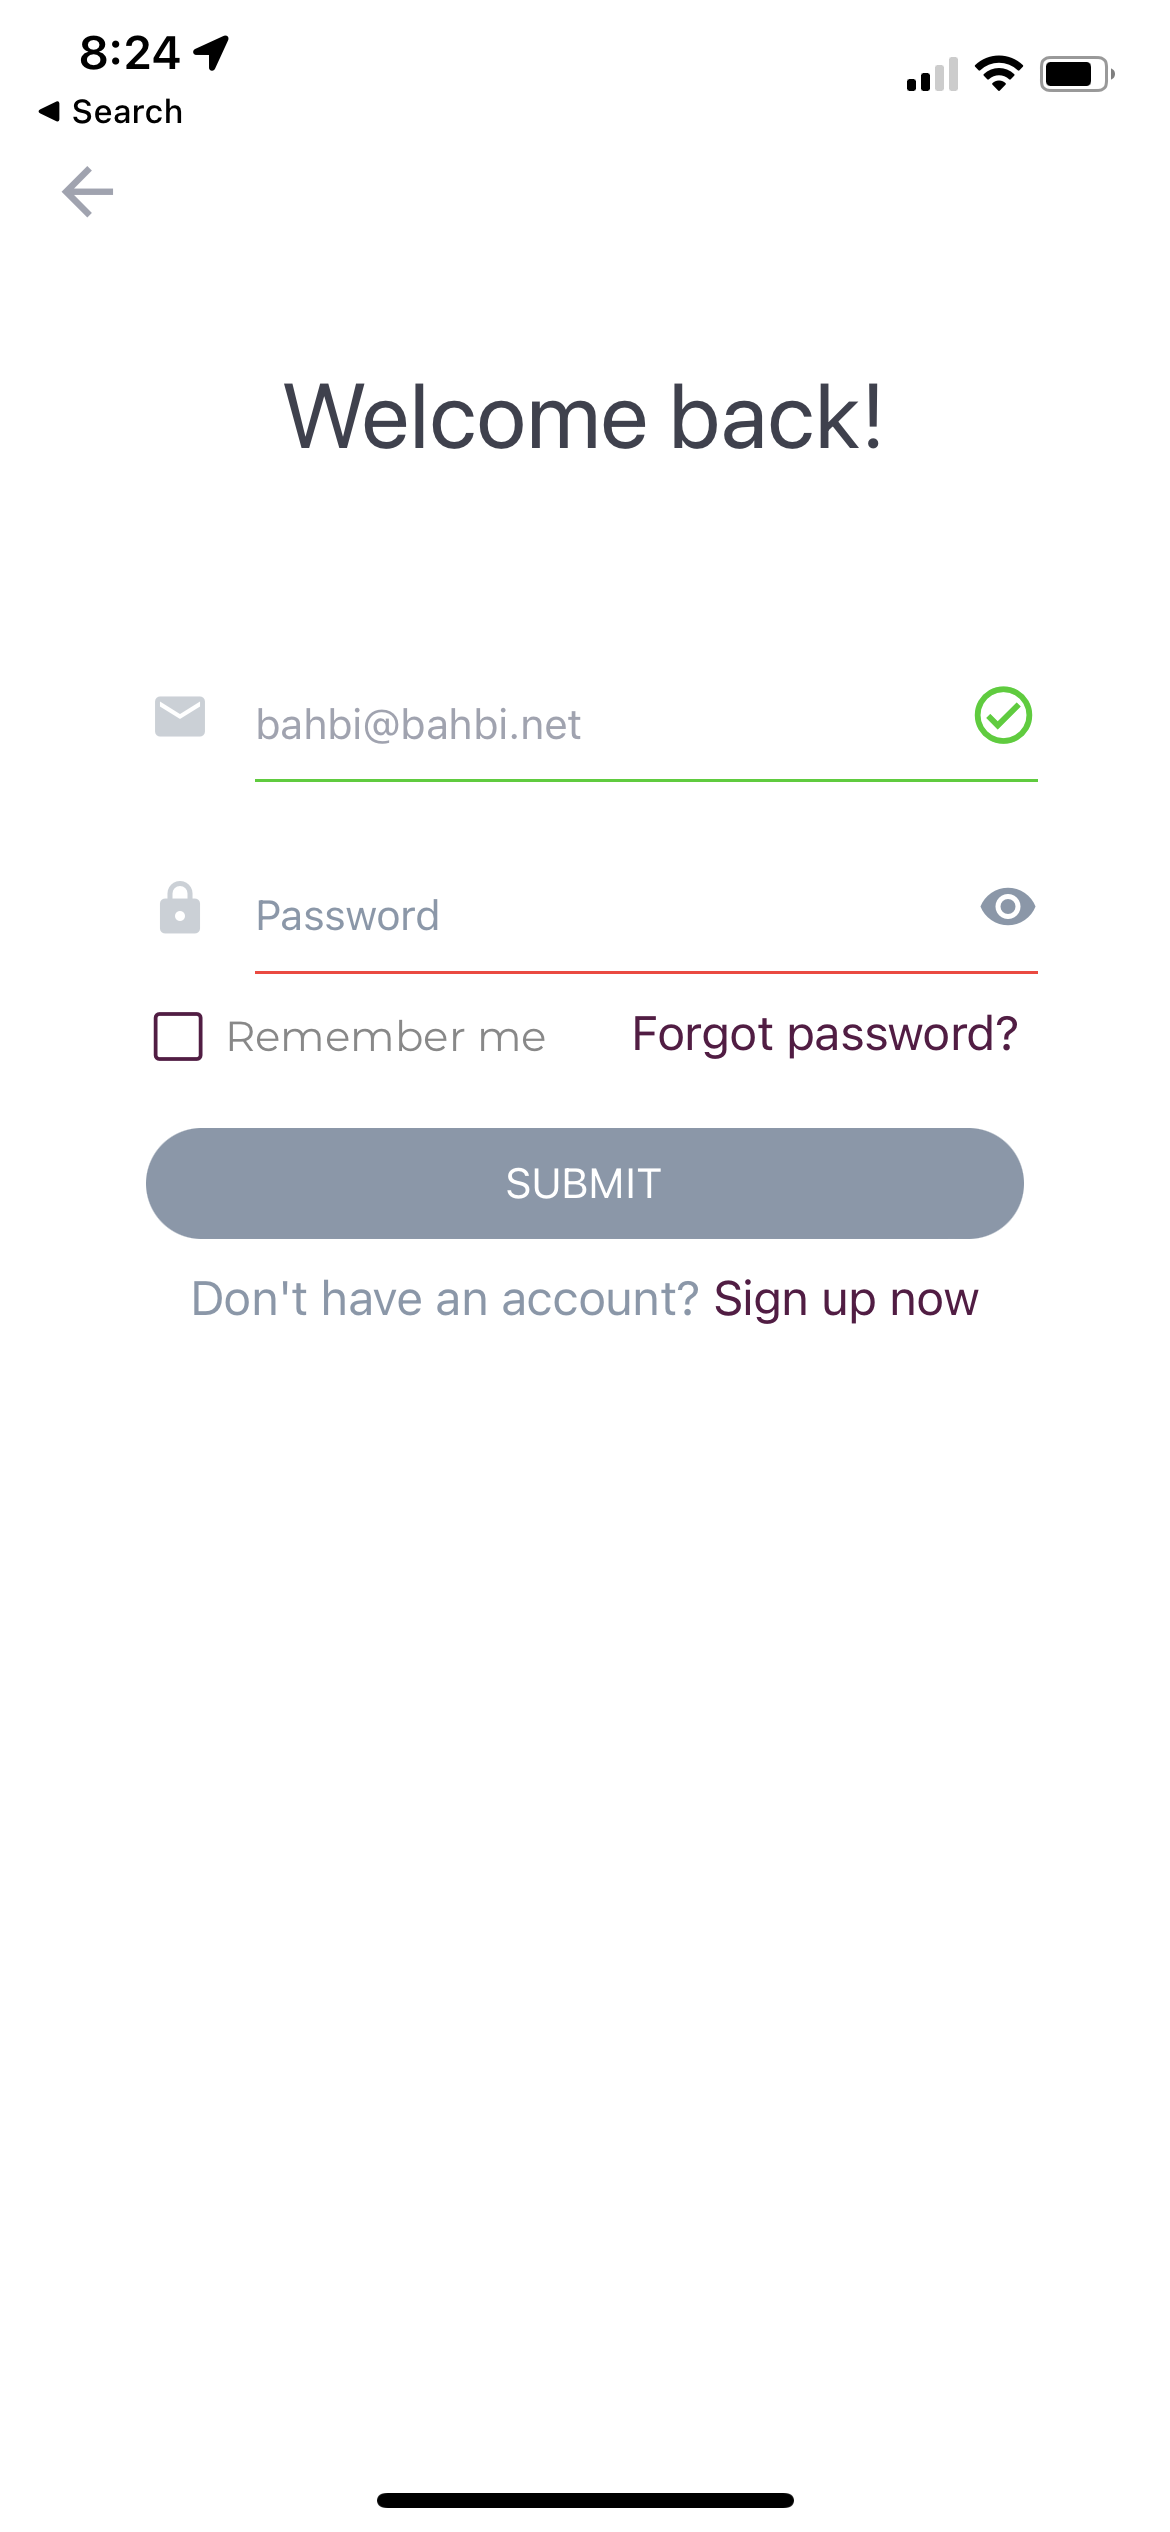 8:24
Search
Welcome back!
bahbi@bahbi.net
Password
Remember me Forgot password?
SUBMIT
Don't have an account? Sign up now